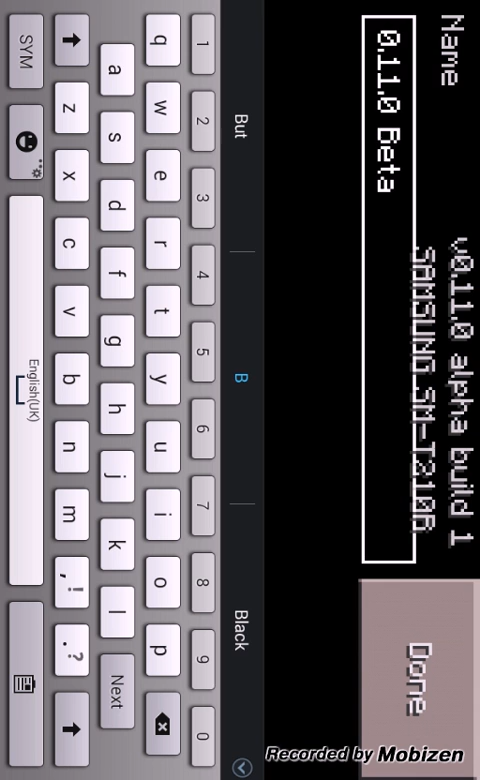 Name
v0.11.0 alpha build 1
SAMSUNG SM-T210R
0.11.0 Beta
Done
But B Black
1 2 3 4 5 6 7 8 9 0
q w e r t y u i o p
a s d f g h j k l Next
z x c v b n m , ! . ?
SYM English(UK)
Recorded by Mobizen